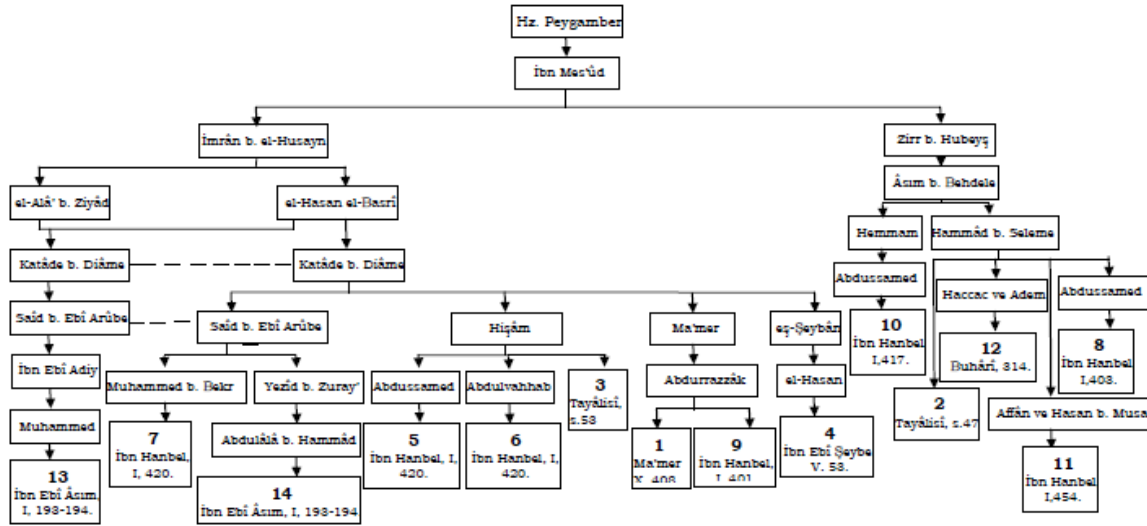 Hz. Peygamber
İbn Mes'ûd
İmrân b. el-Husayn
Zirr b. Hubeyş
el-Alâ' b. Ziyâd
el-Hasan el-Basrî
Âsım b. Behdele
Hemmam
Hammâd b. Seleme
Katâde b. Diâme
Katâde b. Diâme
Abdussamed
Haccac ve Adem
Abdussamed
Saîd b. Ebî Arûbe
Saîd b. Ebî Arûbe
Hişâm
Ma'mer
eş-Şeybân
10
İbn Hanbel
I,417.
12
Buhârî, 314.
8
İbn Hanbel
I,403.
İbn Ebî Adiy
Muhammed b. Bekr
Yezîd b. Zuray'
Abdussamed
Abdulvahhab
3
Tayâlisî,
s.53
Abdurrazzâk
el-Hasan
2
Tayâlisî, s.47
Affân ve Hasan b. Musa
Muhammed
7
İbn Hanbel,
I, 420.
Abdulâlâ b. Hammâd
5
İbn Hanbel, I,
420.
6
İbn Hanbel, I,
420.
1
Ma'mer
X, 408
9
İbn Hanbel,
I, 401
4
İbn Ebî Şeybe
V. 53.
11
İbn Hanbel
I,454.
13
İbn Ebî Âsım,
I, 193-194.
14
İbn Ebî Âsım, I, 193-194